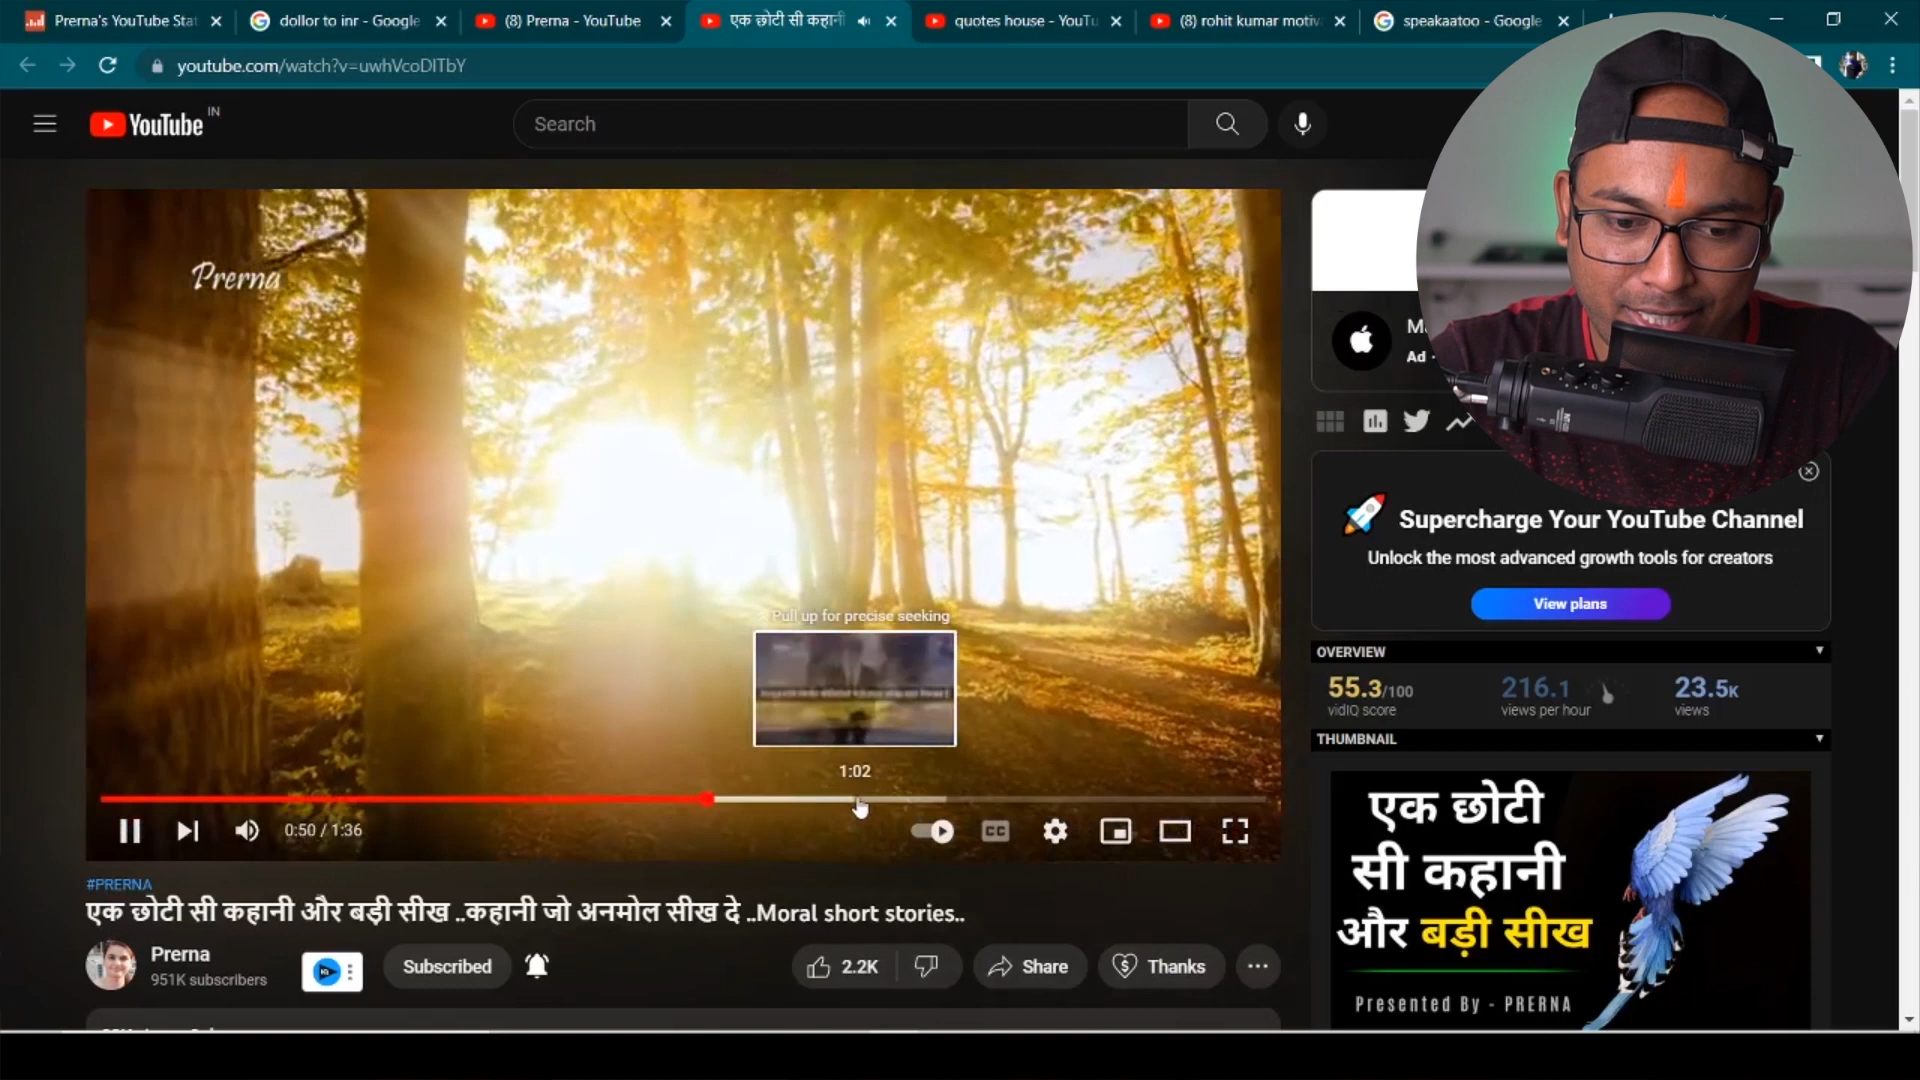 Prerna's YouTube Stat
dollor to inr - Google
(8) Prerna - YouTube
एक छोटी सी कहानी
quotes house - YouTu
(8) rohit kumar motiv
speakaatoo - Google
youtube.com/watch?v=uwhVcoDITbY
YouTube IN
Search
Prerna
Pull up for precise seeking
1:02
0:50 / 1:36
CC
#PRERNA
एक छोटी सी कहानी और बड़ी सीख ..कहानी जो अनमोल सीख दे ..Moral short stories..
Prerna
951K subscribers
Subscribed
2.2K
Share
Thanks
Ad ·
Supercharge Your YouTube Channel
Unlock the most advanced growth tools for creators
View plans
OVERVIEW
55.3/100
vidIQ score
216.1
views per hour
23.5K
views
THUMBNAIL
एक छोटी
सी कहानी
और बड़ी सीख
Presented By - PRERNA